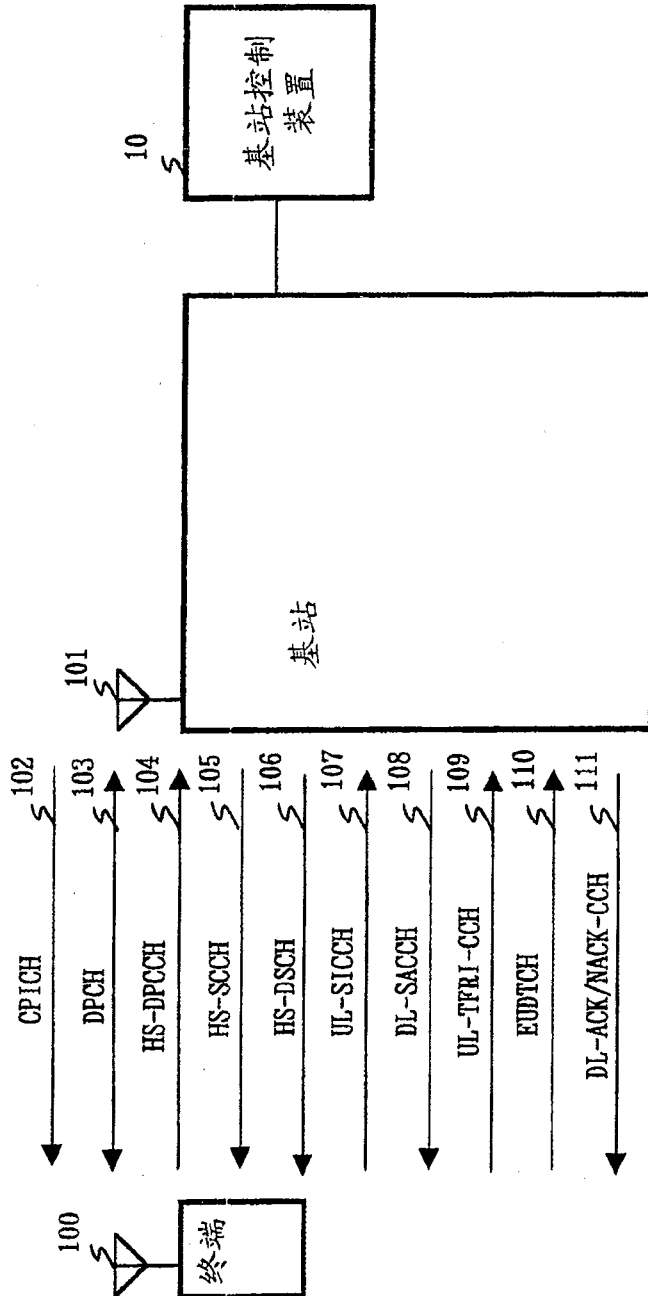 100
终端
CPICH
102
DPCH
103
HS-DPCCH
104
HS-SCCH
105
HS-DSCH
106
UL-SICCH
107
DL-SACCH
108
UL-TFRI-CCH
109
EUDTCH
110
DL-ACK/NACK-CCH
111
101
基站
10
基站控制
装置